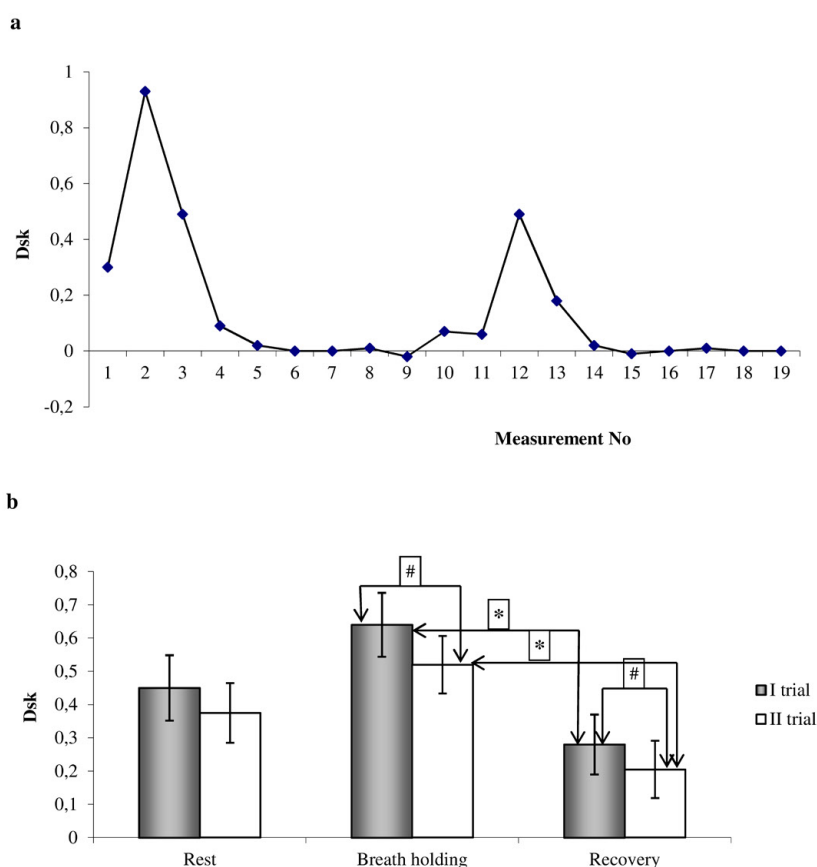 a
1
0,8
0,6
0,4
0,2
0
-0,2
Dsk
1 2 3 4 5 6 7 8 9 10 11 12 13 14 15 16 17 18 19
Measurement No
b
0,8
0,7
0,6
0,5
0,4
0,3
0,2
0,1
0
Dsk
#
*
*
#
I trial
II trial
Rest Breath holding Recovery